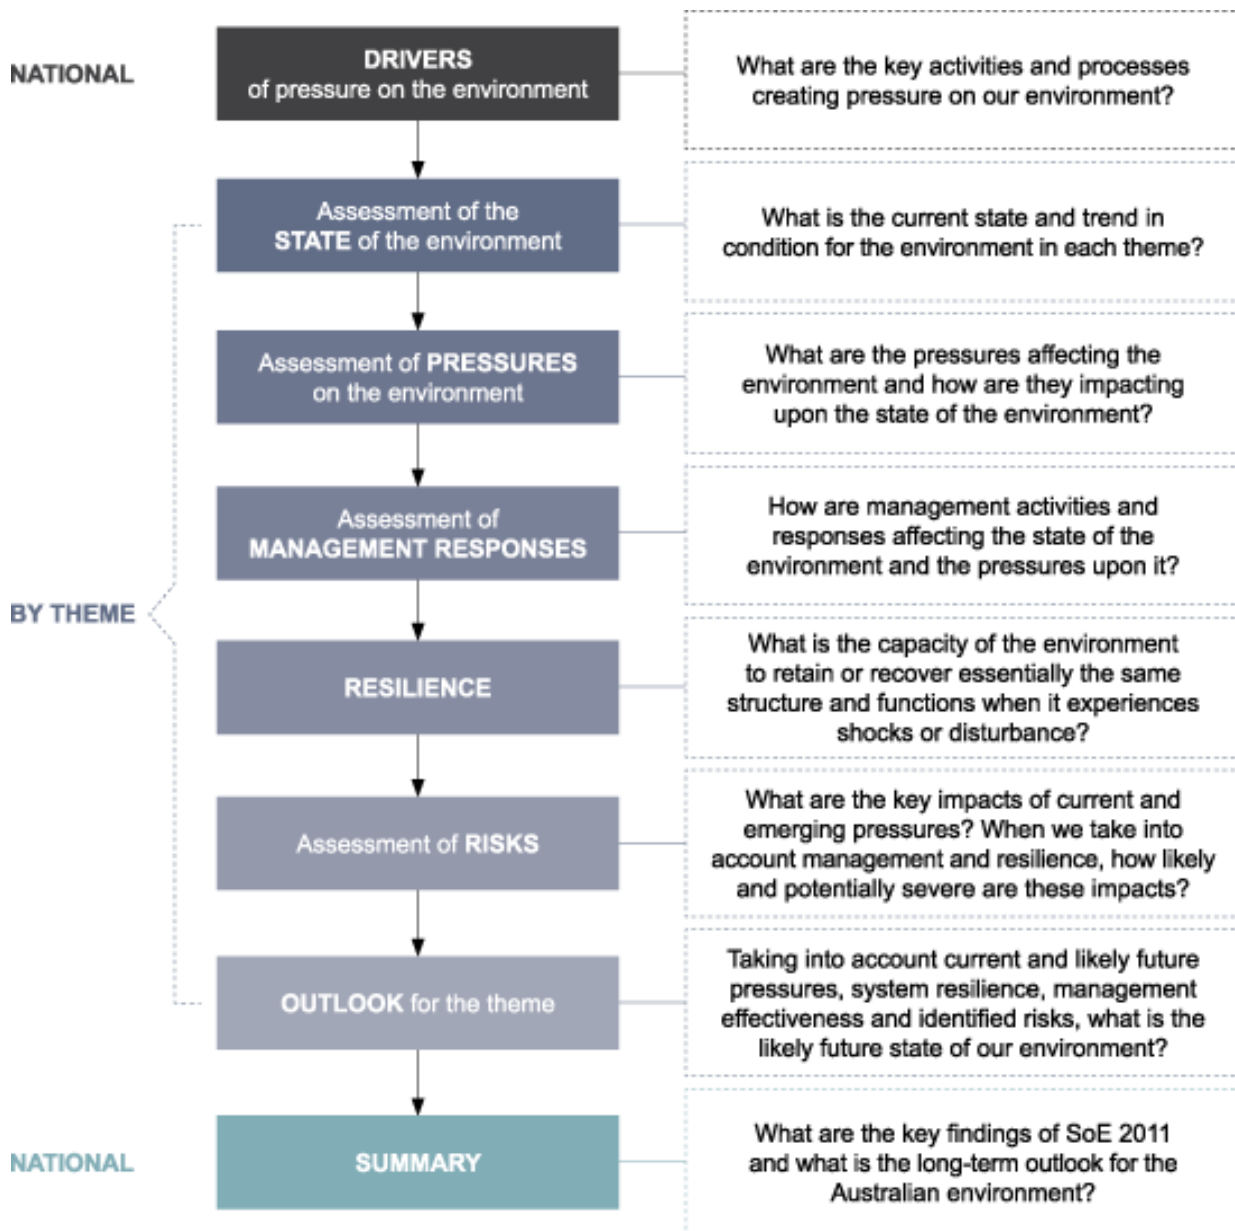 NATIONAL
DRIVERS
of pressure on the environment
What are the key activities and processes
creating pressure on our environment?
Assessment of the
STATE of the environment
What is the current state and trend in
condition for the environment in each theme?
Assessment of PRESSURES
on the environment
What are the pressures affecting the
environment and how are they impacting
upon the state of the environment?
Assessment of
MANAGEMENT RESPONSES
How are management activities and
responses affecting the state of the
environment and the pressures upon it?
BY THEME
RESILIENCE
What is the capacity of the environment
to retain or recover essentially the same
structure and functions when it experiences
shocks or disturbance?
Assessment of RISKS
What are the key impacts of current and
emerging pressures? When we take into
account management and resilience, how likely
and potentially severe are these impacts?
OUTLOOK for the theme
Taking into account current and likely future
pressures, system resilience, management
effectiveness and identified risks, what is the
likely future state of our environment?
NATIONAL
SUMMARY
What are the key findings of SoE 2011
and what is the long-term outlook for the
Australian environment?